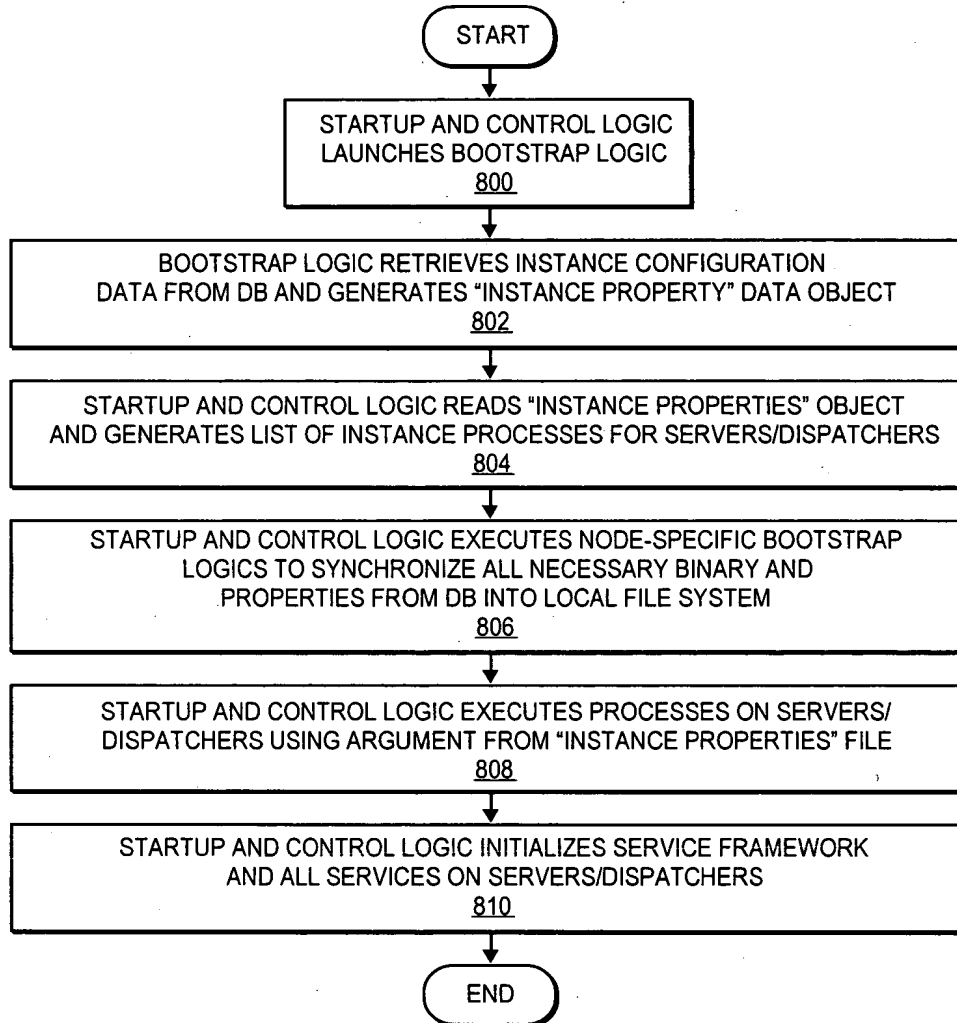 START
STARTUP AND CONTROL LOGIC
LAUNCHES BOOTSTRAP LOGIC
800
BOOTSTRAP LOGIC RETRIEVES INSTANCE CONFIGURATION
DATA FROM DB AND GENERATES “INSTANCE PROPERTY” DATA OBJECT
802
STARTUP AND CONTROL LOGIC READS “INSTANCE PROPERTIES” OBJECT
AND GENERATES LIST OF INSTANCE PROCESSES FOR SERVERS/DISPATCHERS
804
STARTUP AND CONTROL LOGIC EXECUTES NODE-SPECIFIC BOOTSTRAP
LOGICS TO SYNCHRONIZE ALL NECESSARY BINARY AND
PROPERTIES FROM DB INTO LOCAL FILE SYSTEM
806
STARTUP AND CONTROL LOGIC EXECUTES PROCESSES ON SERVERS/
DISPATCHERS USING ARGUMENT FROM “INSTANCE PROPERTIES” FILE
808
STARTUP AND CONTROL LOGIC INITIALIZES SERVICE FRAMEWORK
AND ALL SERVICES ON SERVERS/DISPATCHERS
810
END